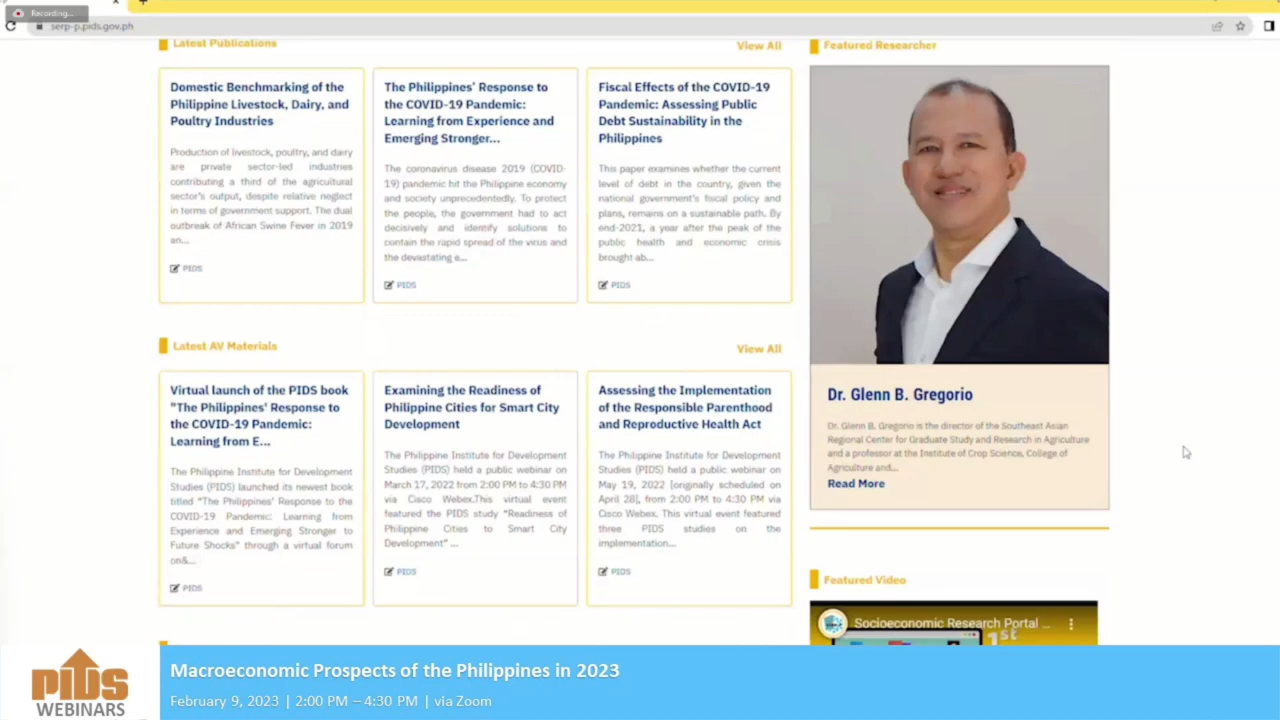 Recording...
serp-p.pids.gov.ph
Latest Publications
View All
Domestic Benchmarking of the
Philippine Livestock, Dairy, and
Poultry Industries
Production of livestock, poultry, and dairy
are private sector-led industries
contributing a third of the agricultural
sector's output, despite relative neglect
in terms of government support. The dual
outbreak of African Swine Fever in 2019
an...
PIDS
The Philippines' Response to
the COVID-19 Pandemic:
Learning from Experience and
Emerging Stronger...
The coronavirus disease 2019 (COVID-
19) pandemic hit the Philippine economy
and society unprecedentedly. To protect
the people, the government had to act
decisively and identify solutions to
contain the rapid spread of the virus and
the devastating e...
PIDS
Fiscal Effects of the COVID-19
Pandemic: Assessing Public
Debt Sustainability in the
Philippines
This paper examines whether the current
level of debt in the country, given the
national government's fiscal policy and
plans, remains on a sustainable path. By
end-2021, a year after the peak of the
public health and economic crisis
brought ab...
PIDS
Latest AV Materials
View All
Virtual launch of the PIDS book
"The Philippines' Response to
the COVID-19 Pandemic:
Learning from E...
The Philippine Institute for Development
Studies (PIDS) launched its newest book
titled "The Philippines' Response to the
COVID-19 Pandemic: Learning from
Experience and Emerging Stronger to
Future Shocks" through a virtual forum
on&...
PIDS
Examining the Readiness of
Philippine Cities for Smart City
Development
The Philippine Institute for Development
Studies (PIDS) held a public webinar on
March 17, 2022 from 2:00 PM to 4:30 PM
via Cisco Webex.This virtual event
featured the PIDS study "Readiness of
Philippine Cities to Smart City
Development" ...
PIDS
Assessing the Implementation
of the Responsible Parenthood
and Reproductive Health Act
The Philippine Institute for Development
Studies (PIDS) held a public webinar on
May 19, 2022 [originally scheduled on
April 28], from 2:00 PM to 4:30 PM via
Cisco Webex. This virtual event featured
three PIDS studies on the
implementation...
PIDS
Featured Researcher
Dr. Glenn B. Gregorio
Dr. Glenn B. Gregorio is the director of the Southeast Asian
Regional Center for Graduate Study and Research in Agriculture
and a professor at the Institute of Crop Science, College of
Agriculture and...
Read More
Featured Video
Socioeconomic Research Portal ...
1st
PIDS
WEBINARS
Macroeconomic Prospects of the Philippines in 2023
February 9, 2023 | 2:00 PM – 4:30 PM | via Zoom